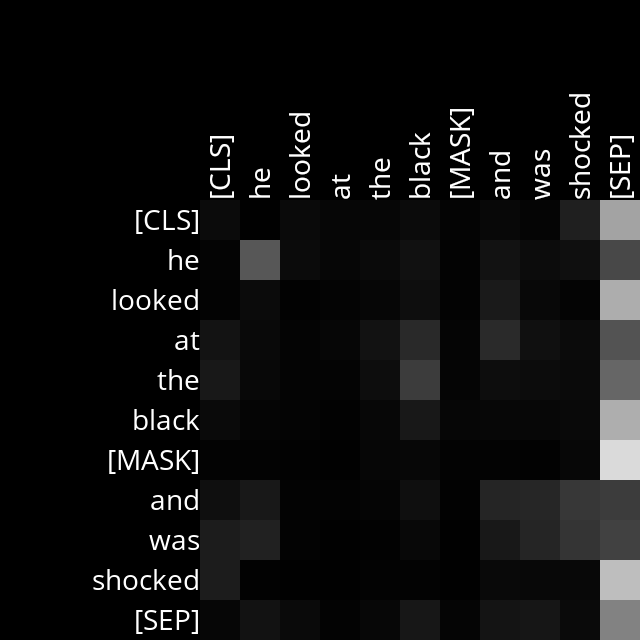 [CLS]
he
looked
at
the
black
[MASK]
and
was
shocked
[SEP]
[CLS]
he
looked
at
the
black
[MASK]
and
was
shocked
[SEP]